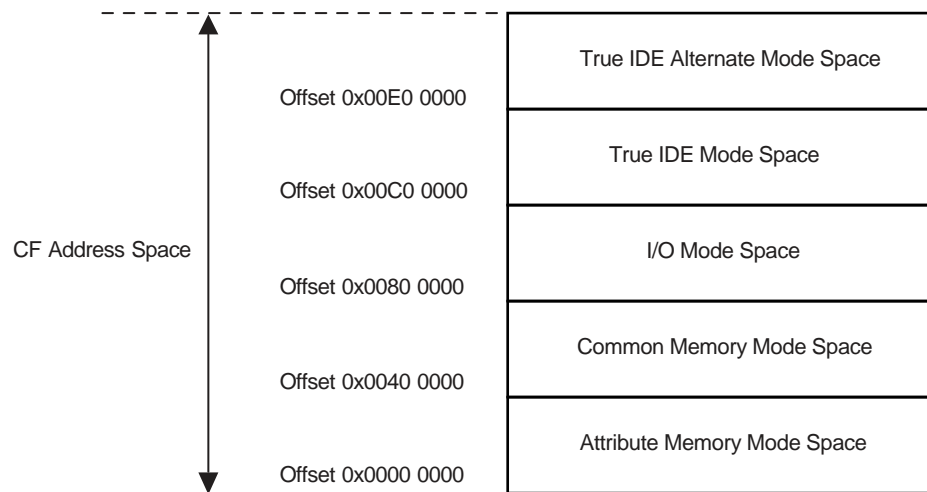 True IDE Alternate Mode Space
Offset 0x00E0 0000
True IDE Mode Space
Offset 0x00C0 0000
CF Address Space
I/O Mode Space
Offset 0x0080 0000
Common Memory Mode Space
Offset 0x0040 0000
Attribute Memory Mode Space
Offset 0x0000 0000